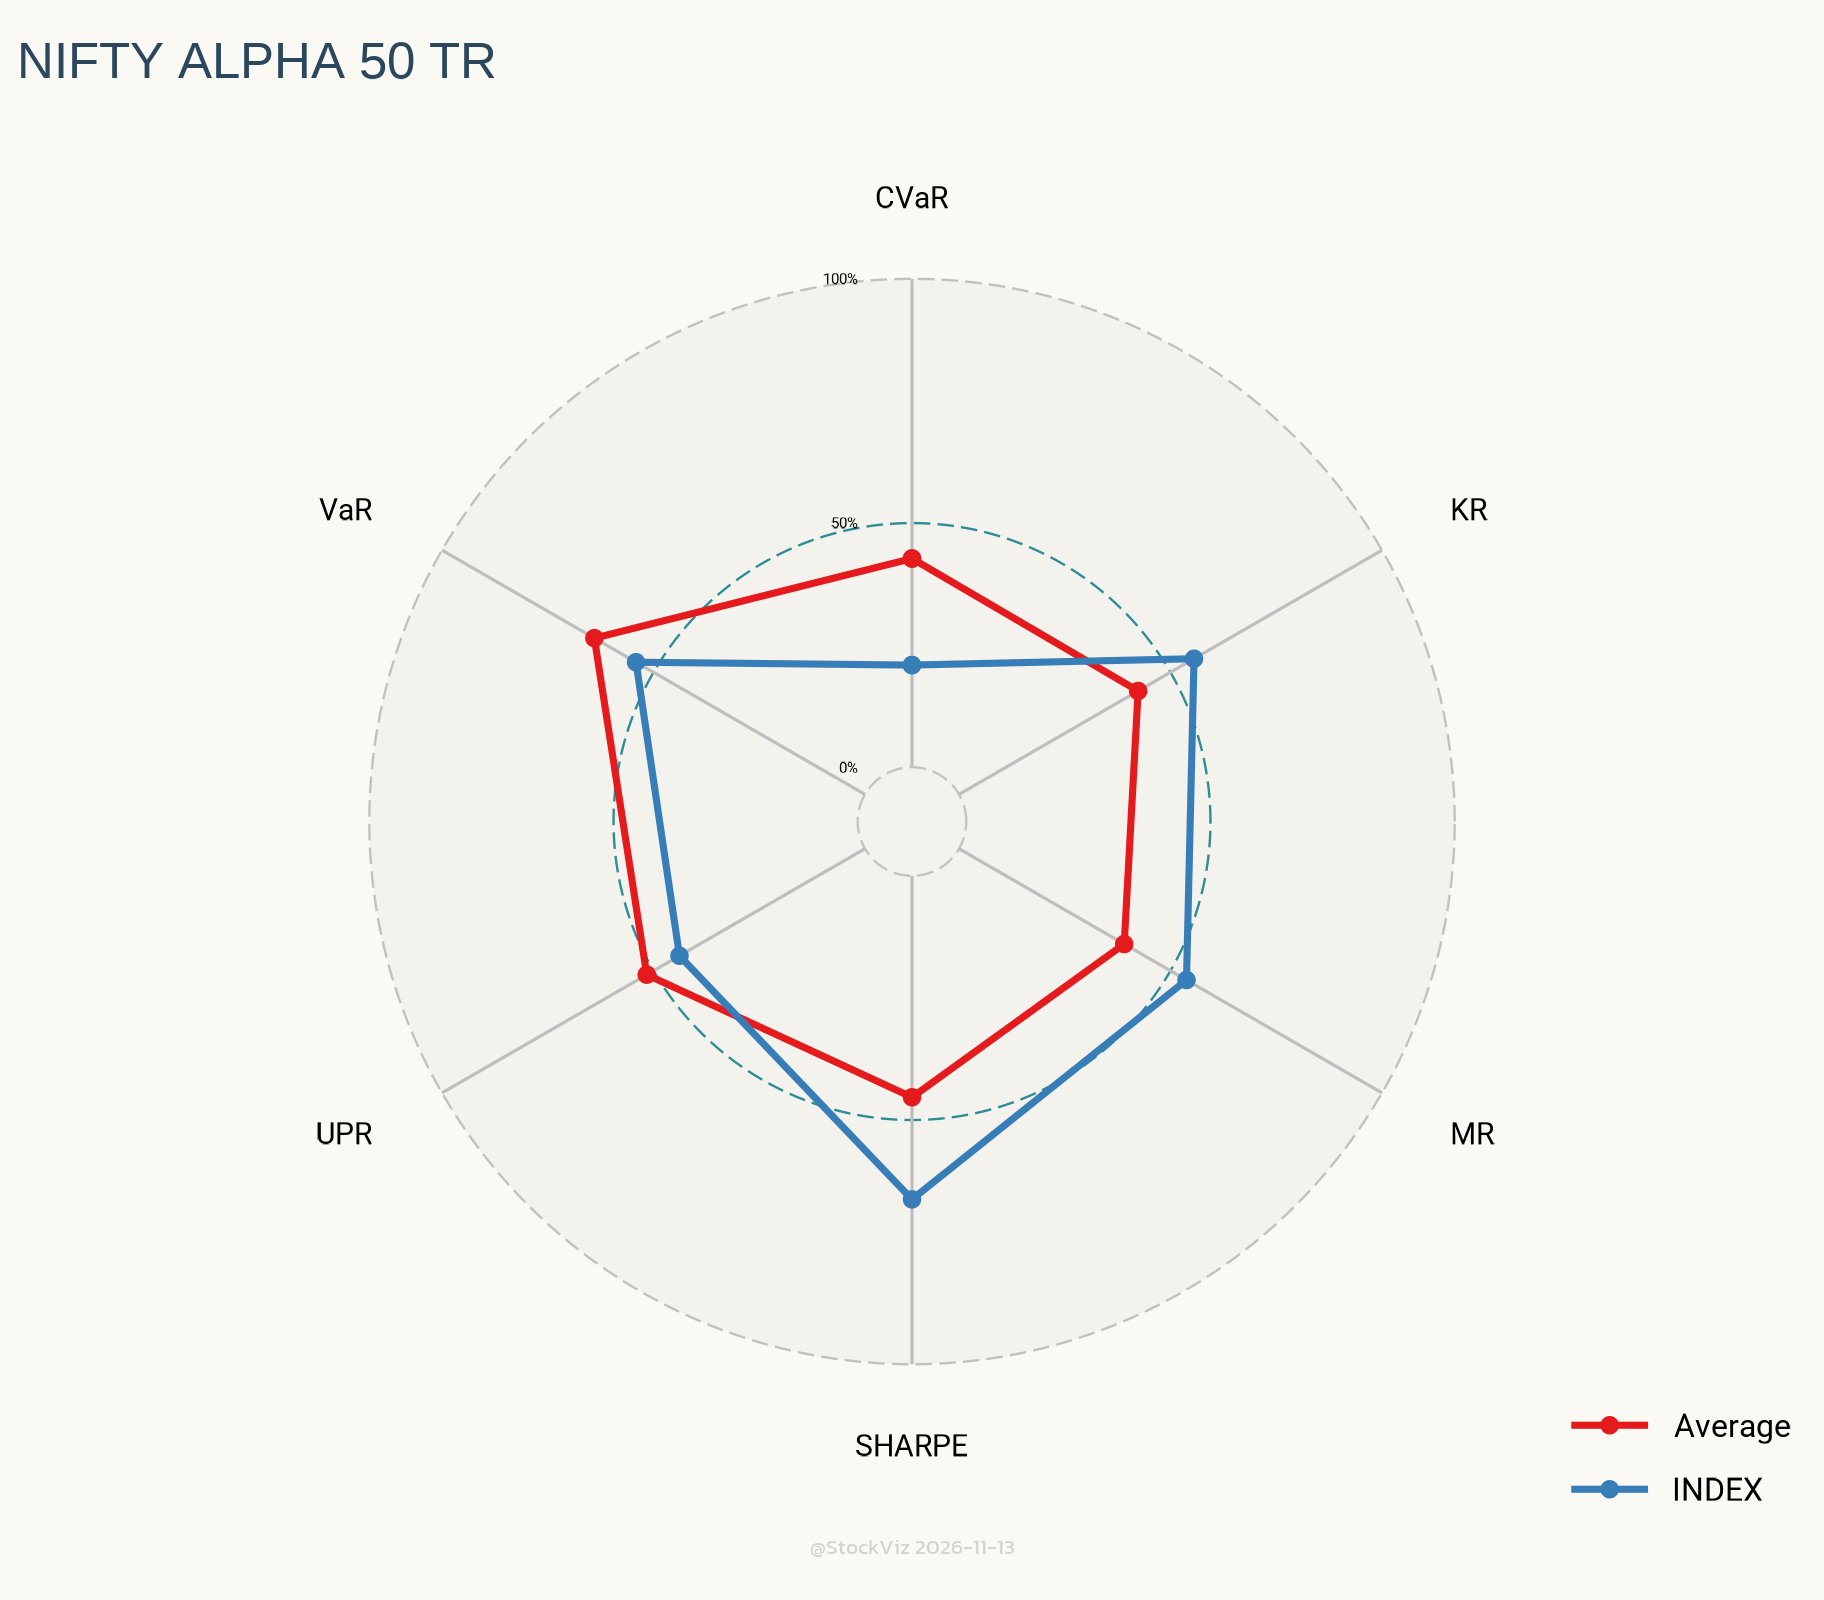 NIFTY ALPHA 50 TR
CVaR
100%
VaR
KR
50%
0%
UPR
MR
SHARPE
Average
INDEX
@StockViz 2026-11-13